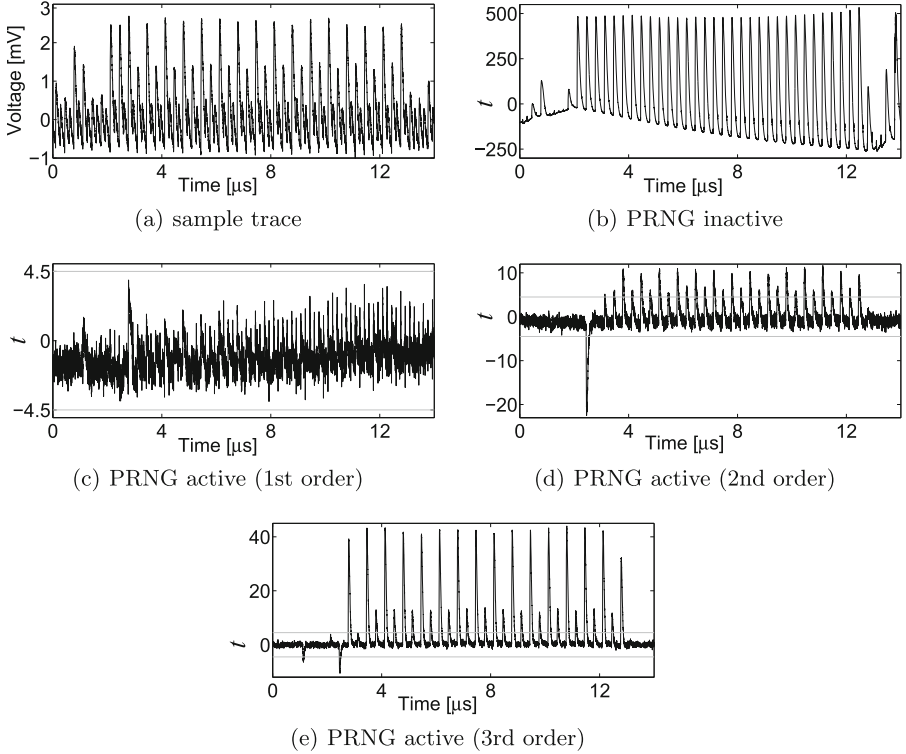 3
2
1
0
−1
Voltage [mV]
0 4 8 12
Time [μs]
(a) sample trace
500
250
0
−250
t
0 4 8 12
Time [μs]
(b) PRNG inactive
4.5
0
−4.5
t
0 4 8 12
Time [μs]
(c) PRNG active (1st order)
10
0
−10
−20
t
0 4 8 12
Time [μs]
(d) PRNG active (2nd order)
40
20
0
t
0 4 8 12
Time [μs]
(e) PRNG active (3rd order)